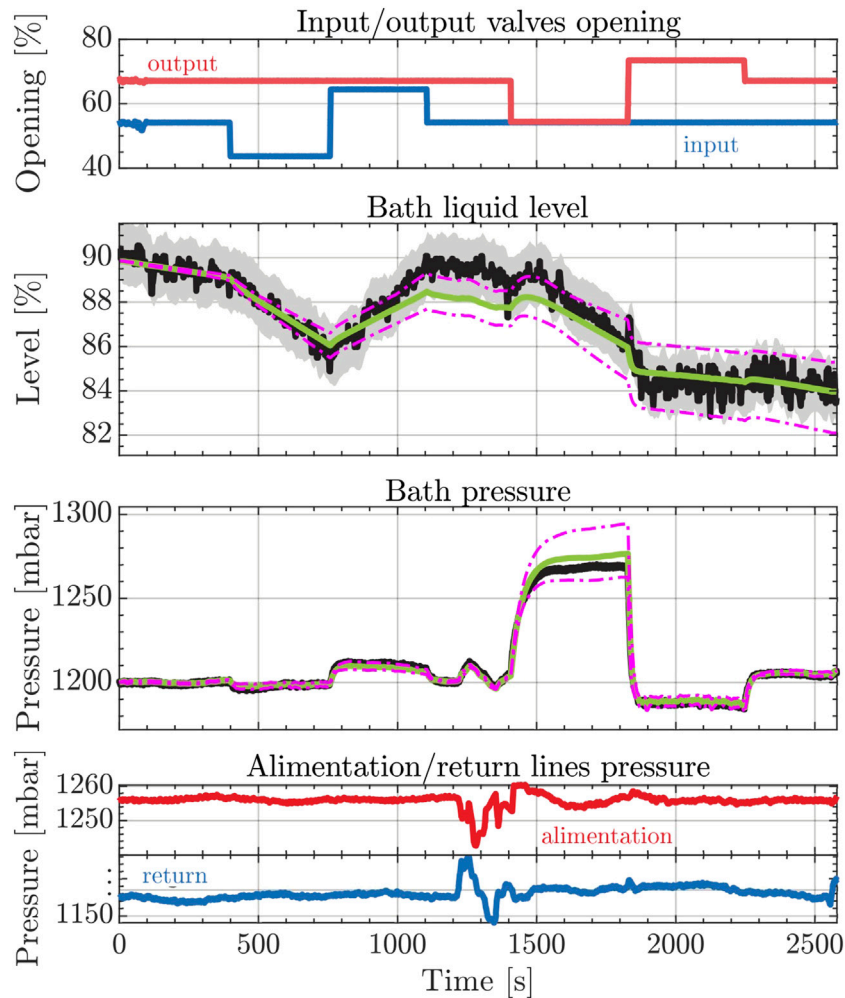 Input/output valves opening
Opening [%]
80
60
40
output
input
Bath liquid level
Level [%]
90
88
86
84
82
Bath pressure
Pressure [mbar]
1300
1250
1200
Alimentation/return lines pressure
Pressure [mbar]
1260
1250
alimentation
return
1150
0
500
1000
1500
2000
2500
Time [s]